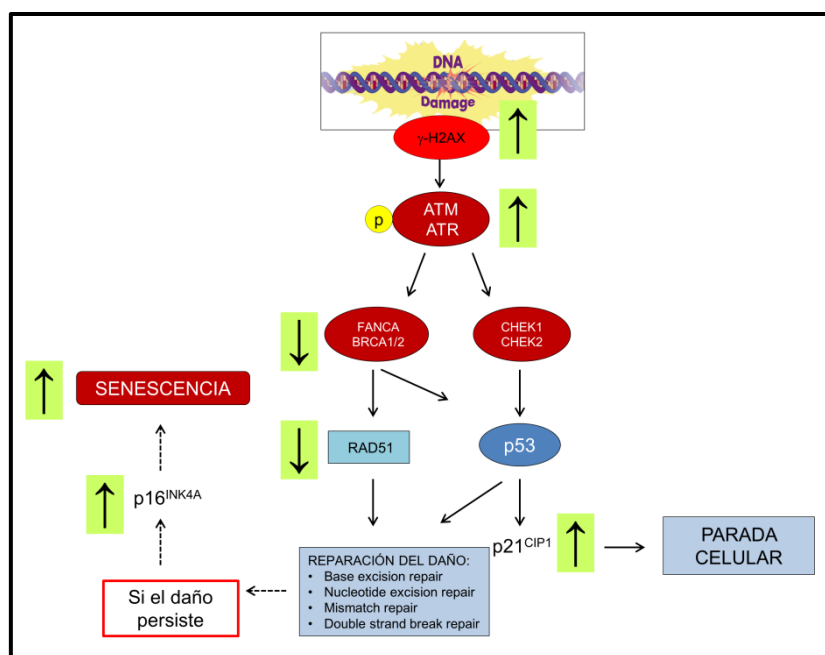 DNA
Damage
γ-H2AX
p
ATM
ATR
FANCA
BRCA1/2
CHEK1
CHEK2
SENESCENCIA
RAD51
p53
p16INK4A
p21CIP1
PARADA
CELULAR
REPARACIÓN DEL DAÑO:
• Base excision repair
• Nucleotide excision repair
• Mismatch repair
• Double strand break repair
Si el daño
persiste